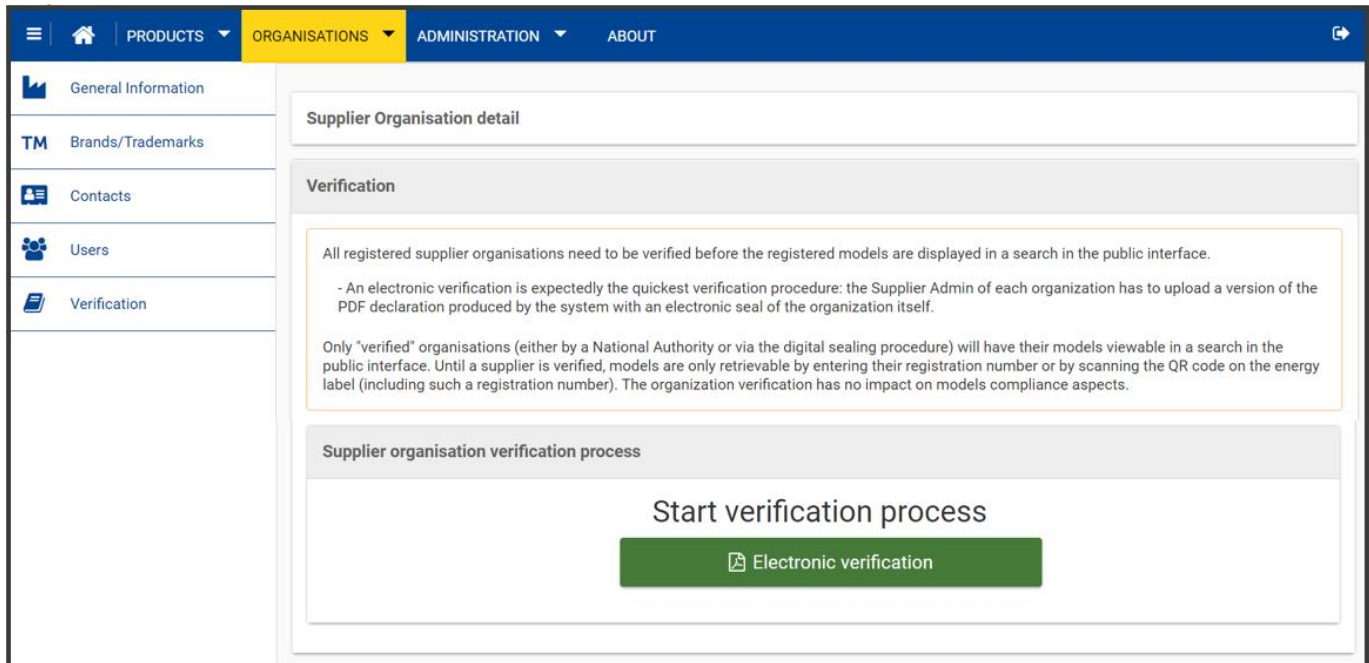 PRODUCTS
ORGANISATIONS
ADMINISTRATION
ABOUT
General Information
TM Brands/Trademarks
Contacts
Users
Verification
Supplier Organisation detail
Verification
All registered supplier organisations need to be verified before the registered models are displayed in a search in the public interface.
- An electronic verification is expectedly the quickest verification procedure: the Supplier Admin of each organization has to upload a version of the
PDF declaration produced by the system with an electronic seal of the organization itself.
Only "verified" organisations (either by a National Authority or via the digital sealing procedure) will have their models viewable in a search in the
public interface. Until a supplier is verified, models are only retrievable by entering their registration number or by scanning the QR code on the energy
label (including such a registration number). The organization verification has no impact on models compliance aspects.
Supplier organisation verification process
Start verification process
Electronic verification